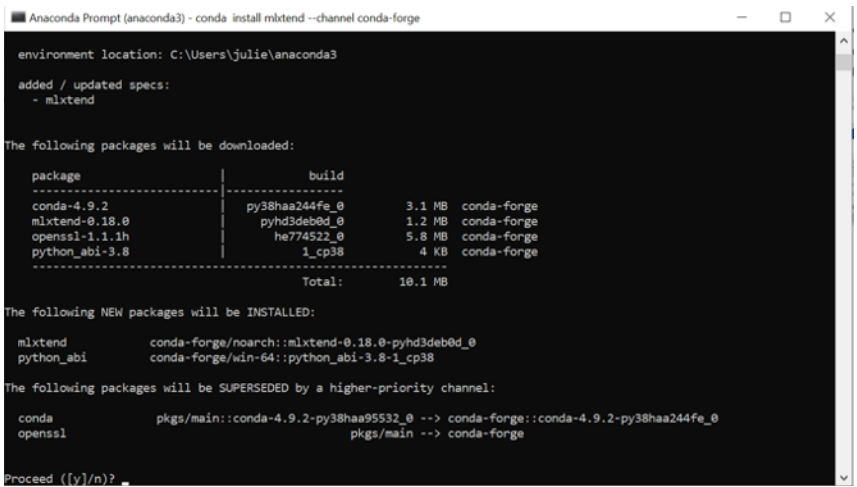 Anaconda Prompt (anaconda3) - conda install mlxtend --channel conda-forge
environment location: C:\Users\julie\anaconda3
added / updated specs:
- mlxtend
The following packages will be downloaded:
package | build
---------------------------|-----------------
conda-4.9.2 | py38haa244fe_0 3.1 MB conda-forge
mlxtend-0.18.0 | pyhd3deb0d_0 1.2 MB conda-forge
openssl-1.1.1h | he774522_0 5.8 MB conda-forge
python_abi-3.8 | 1_cp38 4 KB conda-forge
------------------------------------------------------------
Total: 10.1 MB
The following NEW packages will be INSTALLED:
mlxtend conda-forge/noarch::mlxtend-0.18.0-pyhd3deb0d_0
python_abi conda-forge/win-64::python_abi-3.8-1_cp38
The following packages will be SUPERSEDED by a higher-priority channel:
conda pkgs/main::conda-4.9.2-py38haa95532_0 --> conda-forge::conda-4.9.2-py38haa244fe_0
openssl pkgs/main --> conda-forge
Proceed ([y]/n)? _